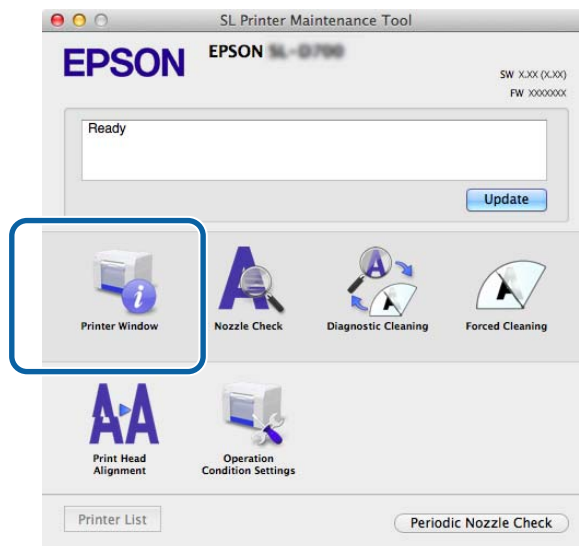 SL Printer Maintenance Tool
EPSON
EPSON
SW X.XX (X.XX)
FW XXXXXXX
Ready
Update
Printer Window
Nozzle Check
Diagnostic Cleaning
Forced Cleaning
Print Head
Alignment
Operation
Condition Settings
Printer List
Periodic Nozzle Check